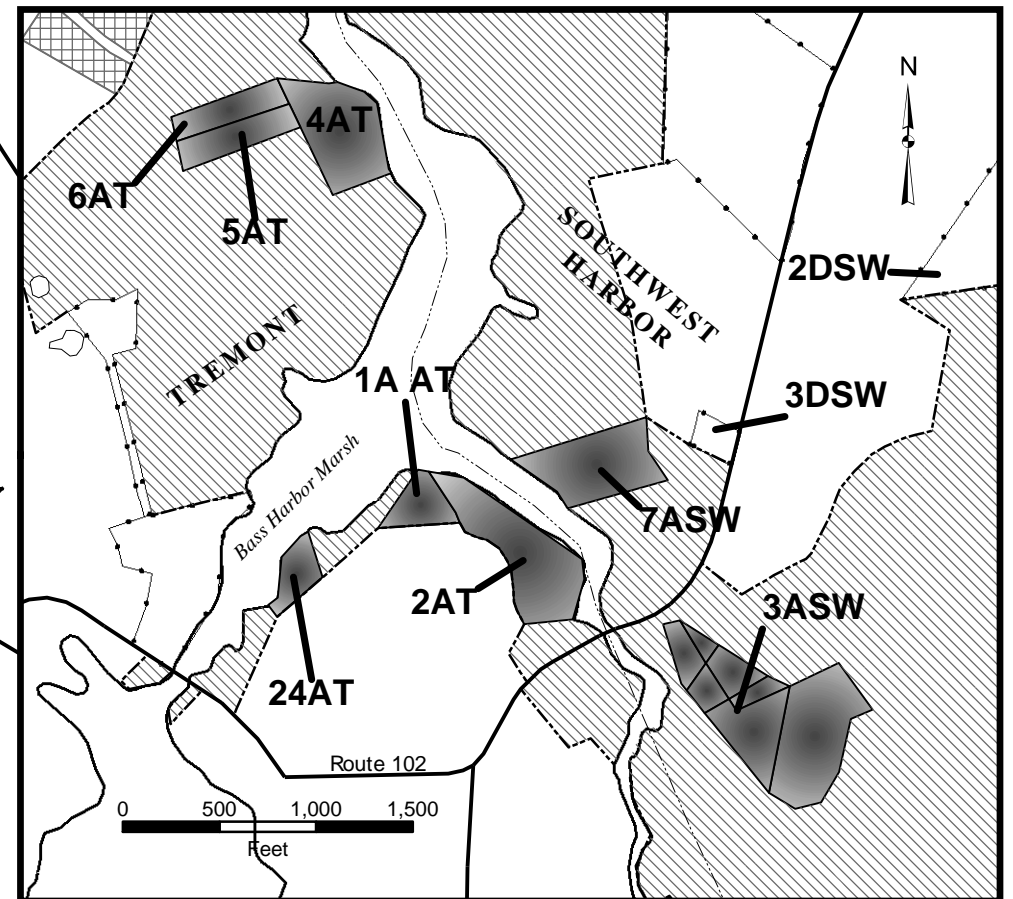 N
4AT
6AT
5AT
SOUTHWEST
HARBOR
2DSW
TREMONT
1A AT
3DSW
Bass Harbor Marsh
7ASW
2AT
3ASW
24AT
Route 102
0 500 1,000 1,500
Feet